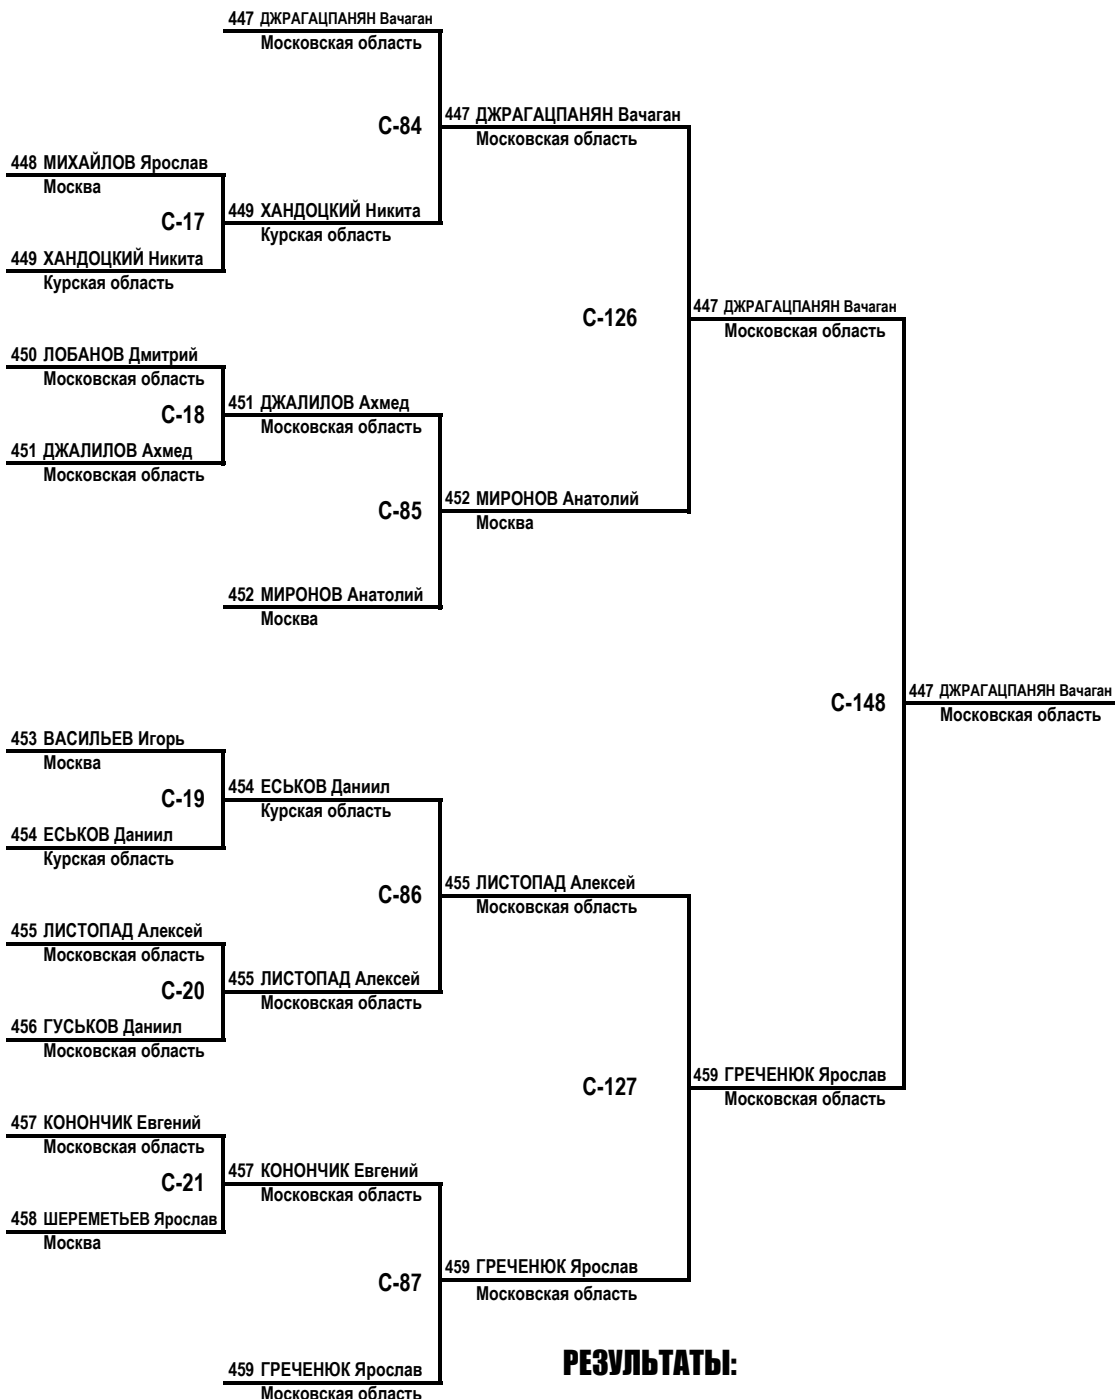 447 ДЖРАГАЦПАНЯН Вачаган
Московская область
С-84
447 ДЖРАГАЦПАНЯН Вачаган
Московская область
448 МИХАЙЛОВ Ярослав
Москва
С-17
449 ХАНДОЦКИЙ Никита
Курская область
449 ХАНДОЦКИЙ Никита
Курская область
С-126
447 ДЖРАГАЦПАНЯН Вачаган
Московская область
450 ЛОБАНОВ Дмитрий
Московская область
С-18
451 ДЖАЛИЛОВ Ахмед
Московская область
451 ДЖАЛИЛОВ Ахмед
Московская область
С-85
452 МИРОНОВ Анатолий
Москва
452 МИРОНОВ Анатолий
Москва
С-148
447 ДЖРАГАЦПАНЯН Вачаган
Московская область
453 ВАСИЛЬЕВ Игорь
Москва
С-19
454 ЕСЬКОВ Даниил
Курская область
454 ЕСЬКОВ Даниил
Курская область
С-86
455 ЛИСТОПАД Алексей
Московская область
455 ЛИСТОПАД Алексей
Московская область
С-20
455 ЛИСТОПАД Алексей
Московская область
456 ГУСЬКОВ Даниил
Московская область
С-127
459 ГРЕЧЕНЮК Ярослав
Московская область
457 КОНОНЧИК Евгений
Московская область
С-21
457 КОНОНЧИК Евгений
Московская область
458 ШЕРЕМЕТЬЕВ Ярослав
Москва
С-87
459 ГРЕЧЕНЮК Ярослав
Московская область
459 ГРЕЧЕНЮК Ярослав
Московская область
РЕЗУЛЬТАТЫ: